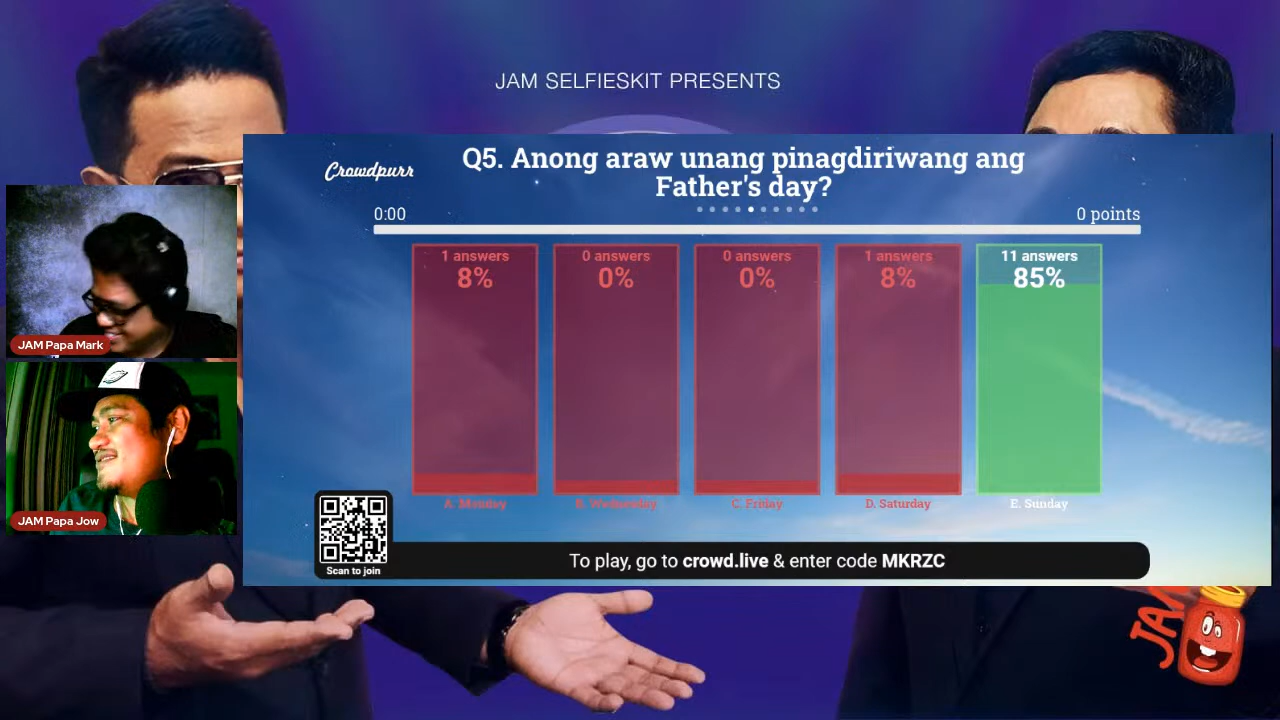 JAM SELFIESKIT PRESENTS
Crowdpurr
Q5. Anong araw unang pinagdiriwang ang
Father's day?
0:00
0 points
1 answers
8%
0 answers
0%
0 answers
0%
1 answers
8%
11 answers
85%
A. Monday
B. Wednesday
C. Friday
D. Saturday
E. Sunday
JAM Papa Mark
JAM Papa Jow
Scan to join
To play, go to crowd.live & enter code MKRZC
JAM